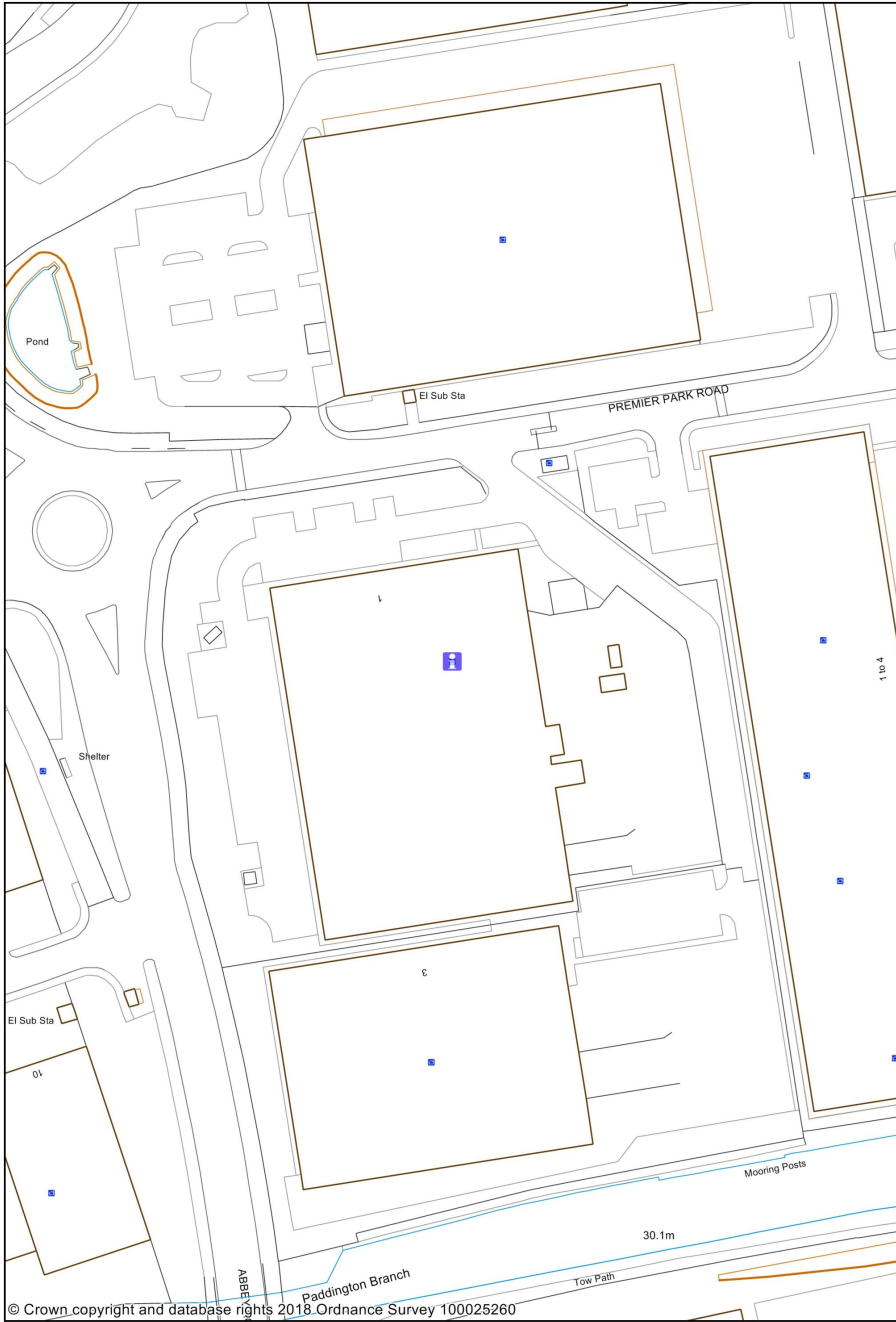 Pond
El Sub Sta
PREMIER PARK ROAD
1
1 to 4
Shelter
3
El Sub Sta
10
Mooring Posts
30.1m
Paddington Branch
Tow Path
© Crown copyright and database rights 2018 Ordnance Survey 100025260